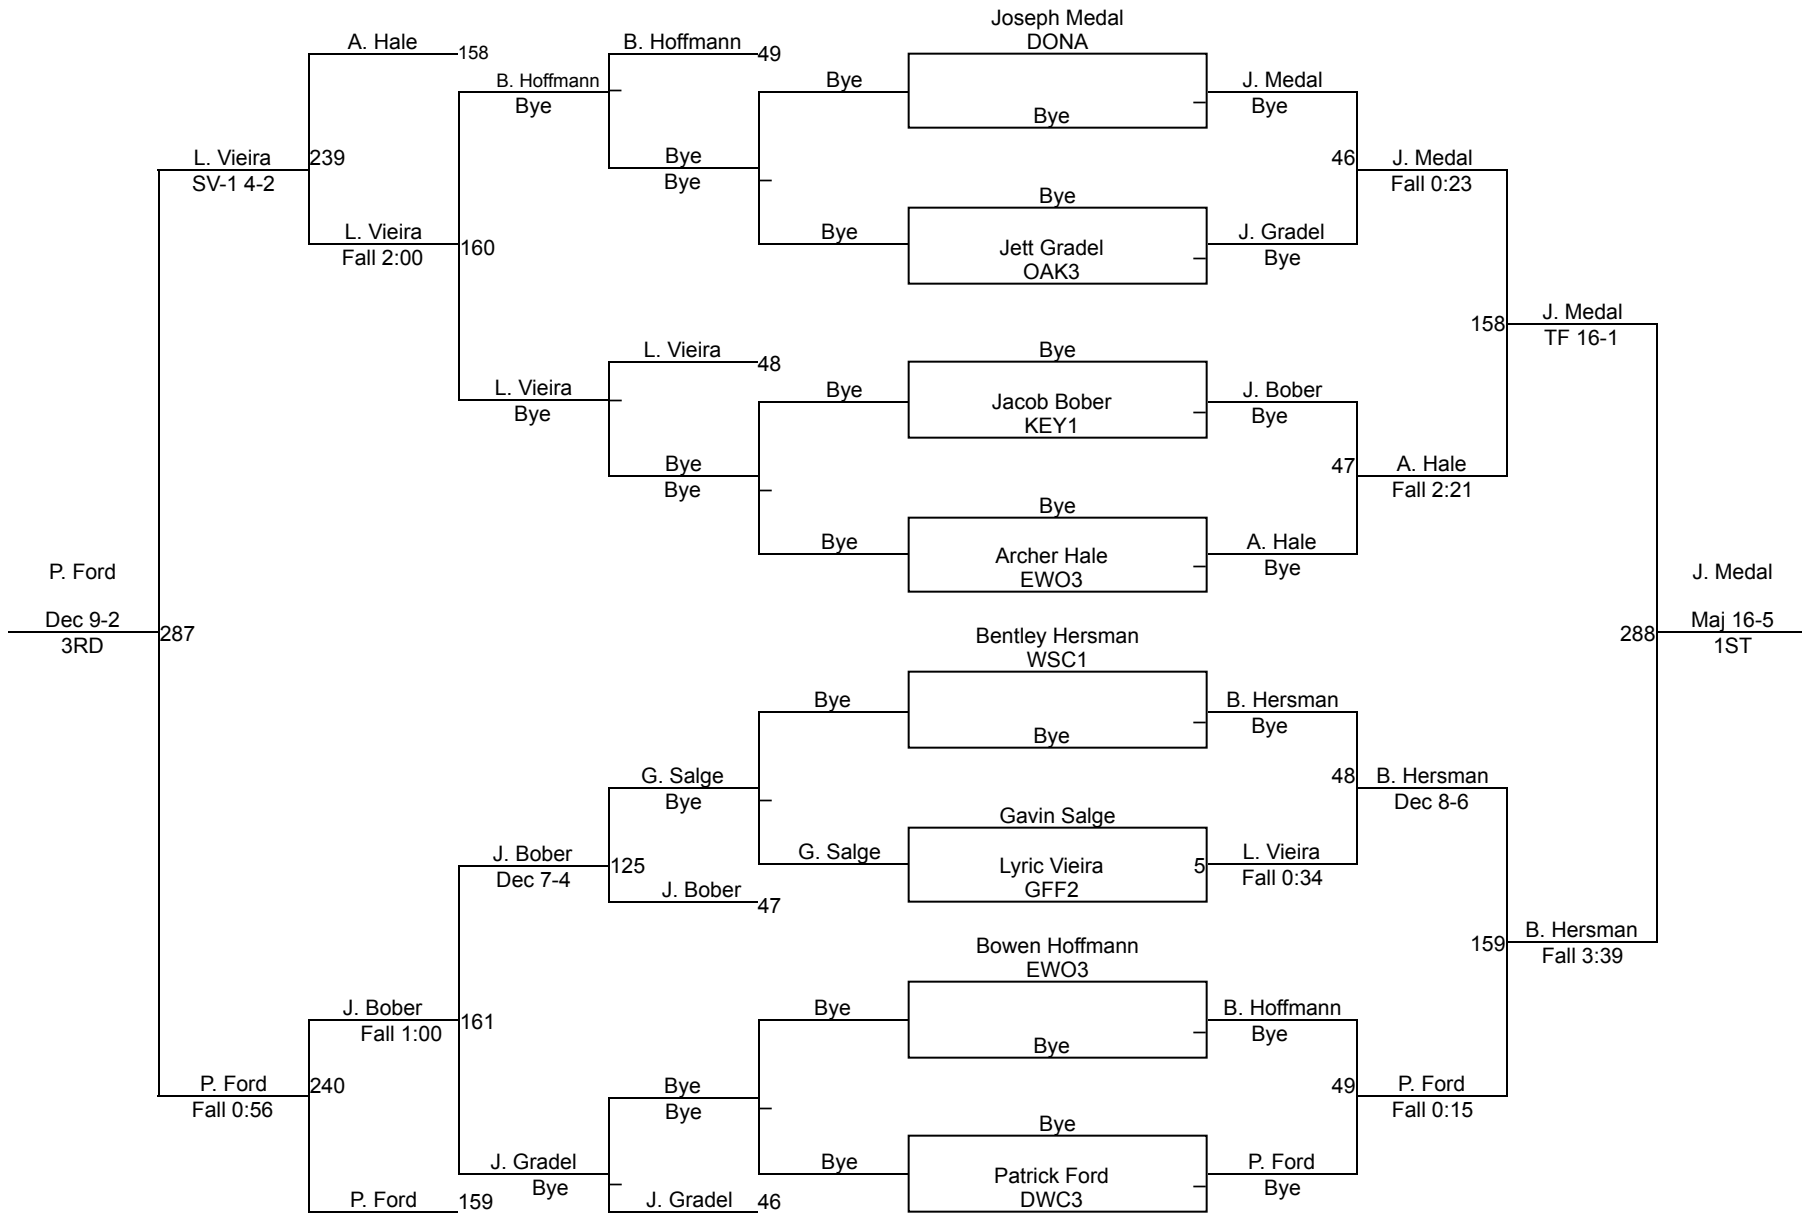 Joseph Medal
DONA
A. Hale
158
B. Hoffmann
49
B. Hoffmann
Bye
Bye
Bye
J. Medal
Bye
L. Vieira
SV-1 4-2
239
Bye
Bye
46
J. Medal
Fall 0:23
Bye
L. Vieira
Fall 2:00
160
Bye
Jett Gradel
OAK3
J. Gradel
Bye
158
J. Medal
TF 16-1
L. Vieira
48
Bye
L. Vieira
Bye
Bye
Jacob Bober
KEY1
J. Bober
Bye
Bye
Bye
47
A. Hale
Fall 2:21
Bye
Bye
Archer Hale
EWO3
A. Hale
Bye
P. Ford
Dec 9-2
3RD
287
J. Medal
288
Maj 16-5
1ST
Bentley Hersman
WSC1
Bye
Bye
B. Hersman
Bye
G. Salge
Bye
48
B. Hersman
Dec 8-6
Gavin Salge
J. Bober
Dec 7-4
125
G. Salge
Lyric Vieira
GFF2
5
L. Vieira
Fall 0:34
J. Bober
47
Bowen Hoffmann
EWO3
159
B. Hersman
Fall 3:39
J. Bober
Fall 1:00
161
Bye
Bye
B. Hoffmann
Bye
P. Ford
Fall 0:56
240
Bye
Bye
49
P. Ford
Fall 0:15
Bye
J. Gradel
Bye
Bye
Patrick Ford
DWC3
P. Ford
Bye
P. Ford
159
J. Gradel
46